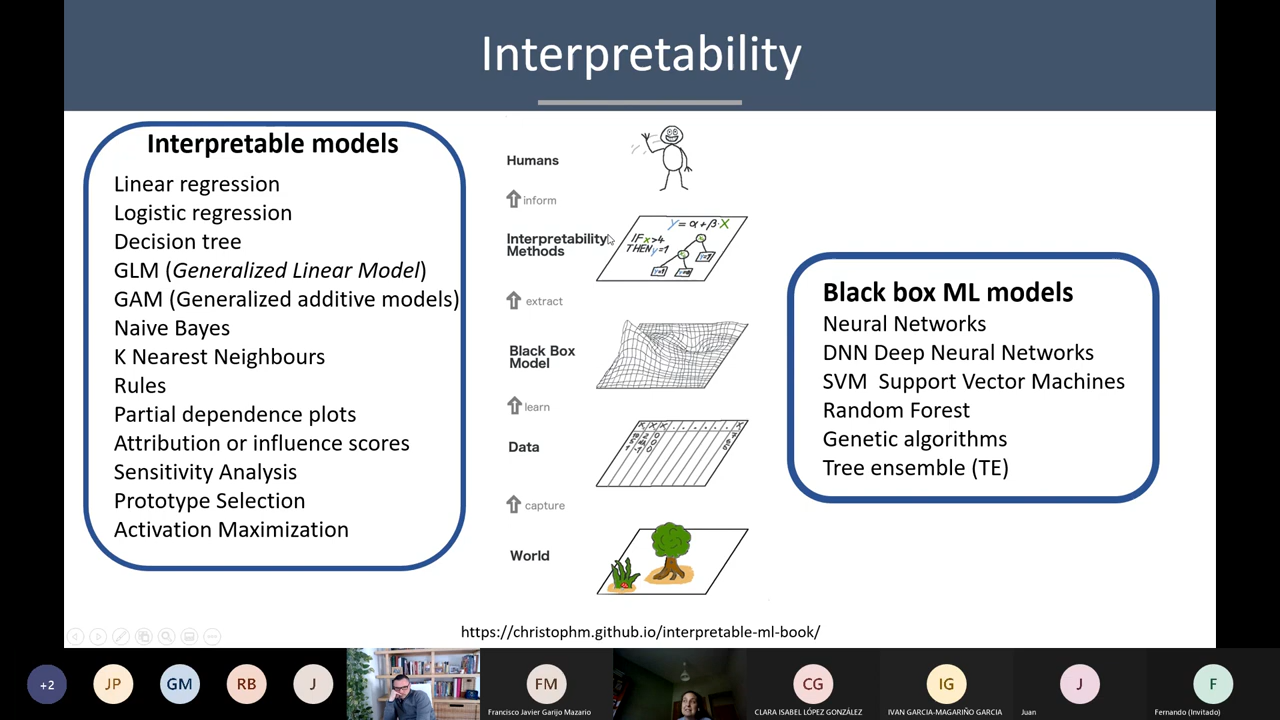 Interpretability
Interpretable models
Linear regression
Logistic regression
Decision tree
GLM (Generalized Linear Model)
GAM (Generalized additive models)
Naive Bayes
K Nearest Neighbours
Rules
Partial dependence plots
Attribution or influence scores
Sensitivity Analysis
Prototype Selection
Activation Maximization
Humans
inform
Interpretability
Methods
Y = α + β·X
IF x>4
THEN y=1
extract
Black Box
Model
learn
Data
capture
World
https://christophm.github.io/interpretable-ml-book/
Black box ML models
Neural Networks
DNN Deep Neural Networks
SVM  Support Vector Machines
Random Forest
Genetic algorithms
Tree ensemble (TE)
+2
JP
GM
RB
J
FM
Francisco Javier Garijo Mazario
CG
CLARA ISABEL LÓPEZ GONZÁLEZ
IG
IVAN GARCIA-MAGARIÑO GARCIA
J
Juan
F
Fernando (Invitado)